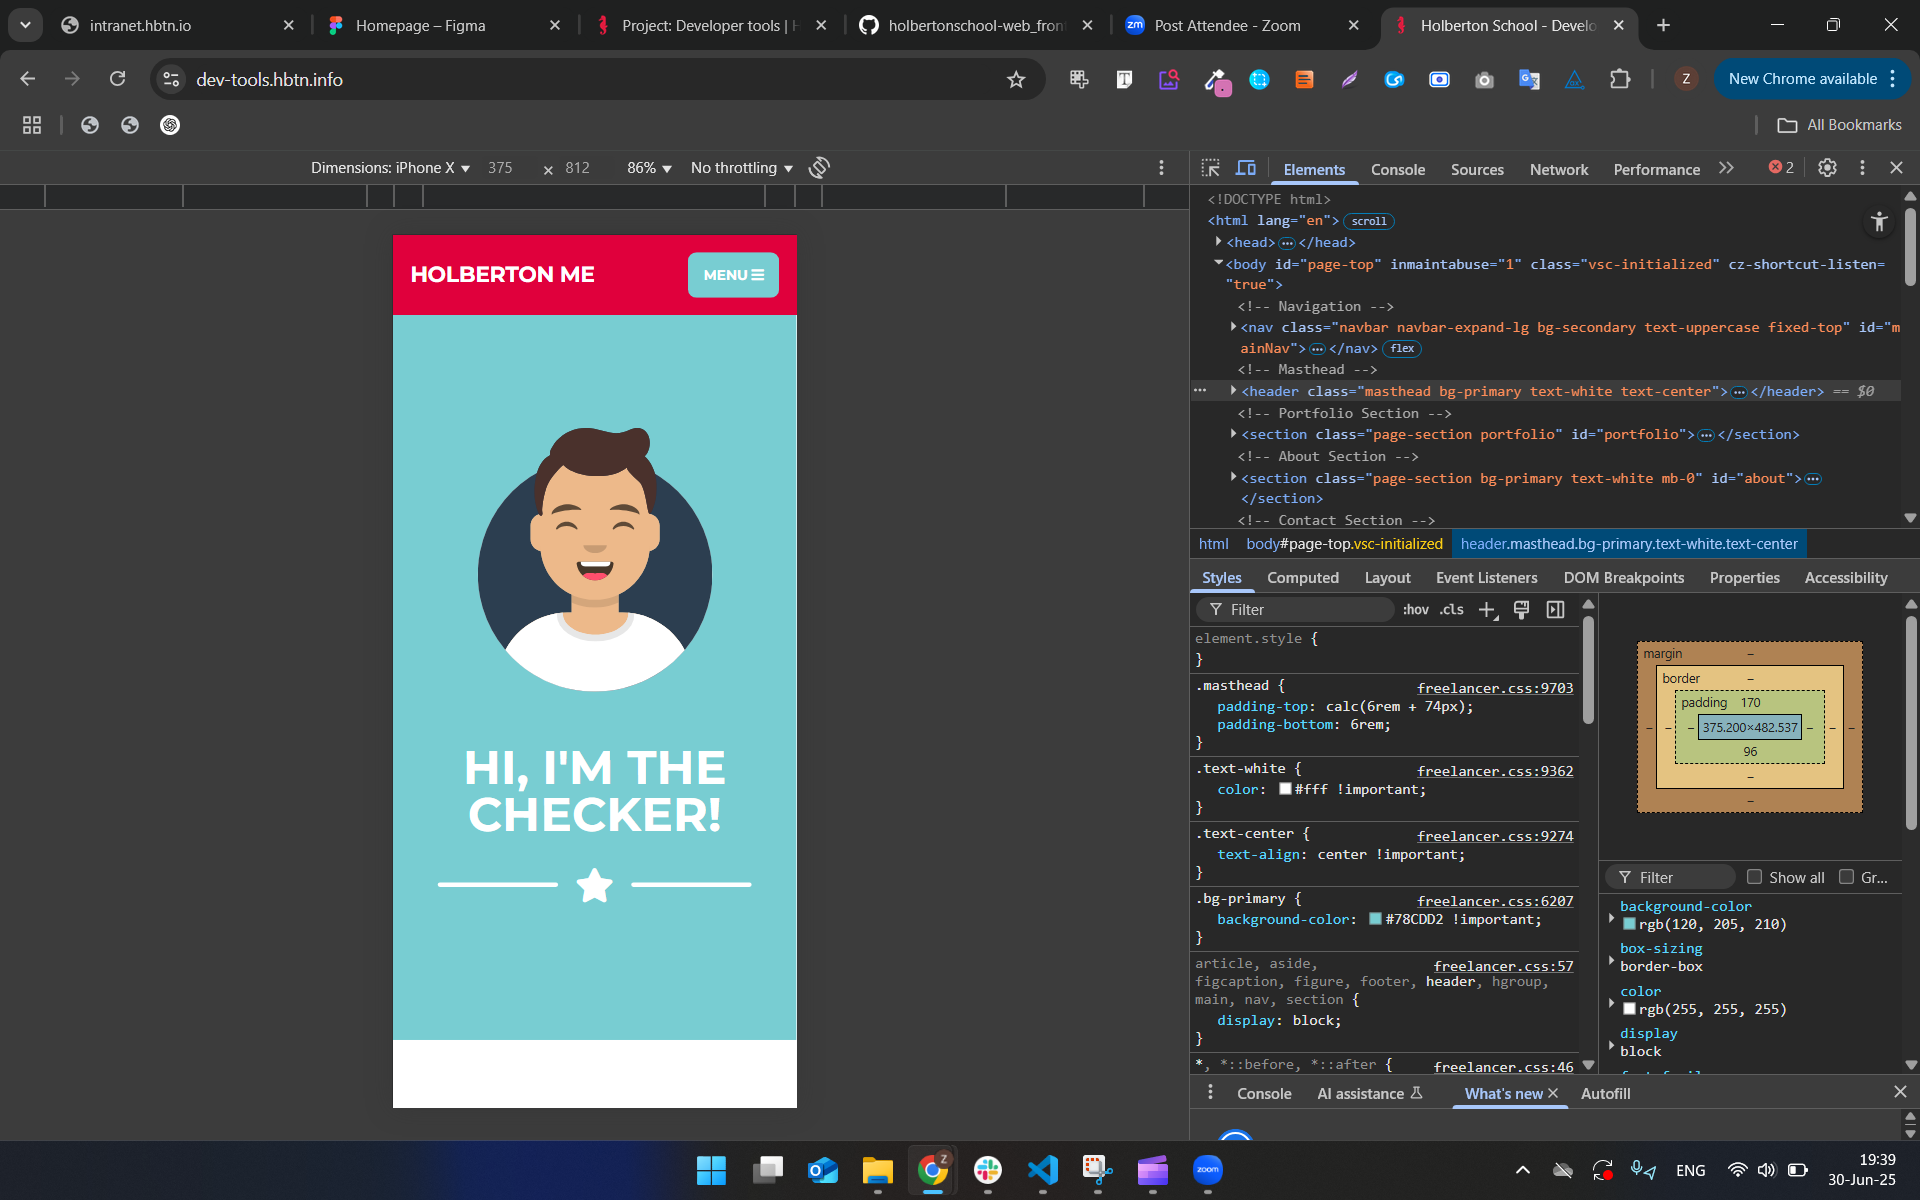 intranet.hbtn.io
Homepage – Figma
Project: Developer tools | H
holbertonschool-web_fron
Post Attendee - Zoom
Holberton School - Develo
dev-tools.hbtn.info
New Chrome available
All Bookmarks
Dimensions: iPhone X 375 × 812 86% No throttling
Elements Console Sources Network Performance 2
HOLBERTON ME
MENU
HI, I'M THE
CHECKER!
<!DOCTYPE html>
<html lang="en"> scroll
<head> ⋯ </head>
<body id="page-top" inmaintabuse="1" class="vsc-initialized" cz-shortcut-listen=
"true">
<!-- Navigation -->
<nav class="navbar navbar-expand-lg bg-secondary text-uppercase fixed-top" id="m
ainNav"> ⋯ </nav> flex
<!-- Masthead -->
<header class="masthead bg-primary text-white text-center"> ⋯ </header> == $0
<!-- Portfolio Section -->
<section class="page-section portfolio" id="portfolio"> ⋯ </section>
<!-- About Section -->
<section class="page-section bg-primary text-white mb-0" id="about"> ⋯
</section>
<!-- Contact Section -->
html body#page-top.vsc-initialized header.masthead.bg-primary.text-white.text-center
Styles Computed Layout Event Listeners DOM Breakpoints Properties Accessibility
Filter :hov .cls
element.style {
}
.masthead { freelancer.css:9703
padding-top: calc(6rem + 74px);
padding-bottom: 6rem;
}
.text-white { freelancer.css:9362
color: #fff !important;
}
.text-center { freelancer.css:9274
text-align: center !important;
}
.bg-primary { freelancer.css:6207
background-color: #78CDD2 !important;
}
article, aside, freelancer.css:57
figcaption, figure, footer, header, hgroup,
main, nav, section {
display: block;
}
*, *::before, *::after { freelancer.css:46
margin –
border –
padding 170
– – – 375.200×482.537 – – –
96
–
–
Filter Show all Gr...
background-color
rgb(120, 205, 210)
box-sizing
border-box
color
rgb(255, 255, 255)
display
block
Console AI assistance What's new Autofill
Z
Z
zm
zoom
ENG
19:39
30-Jun-25